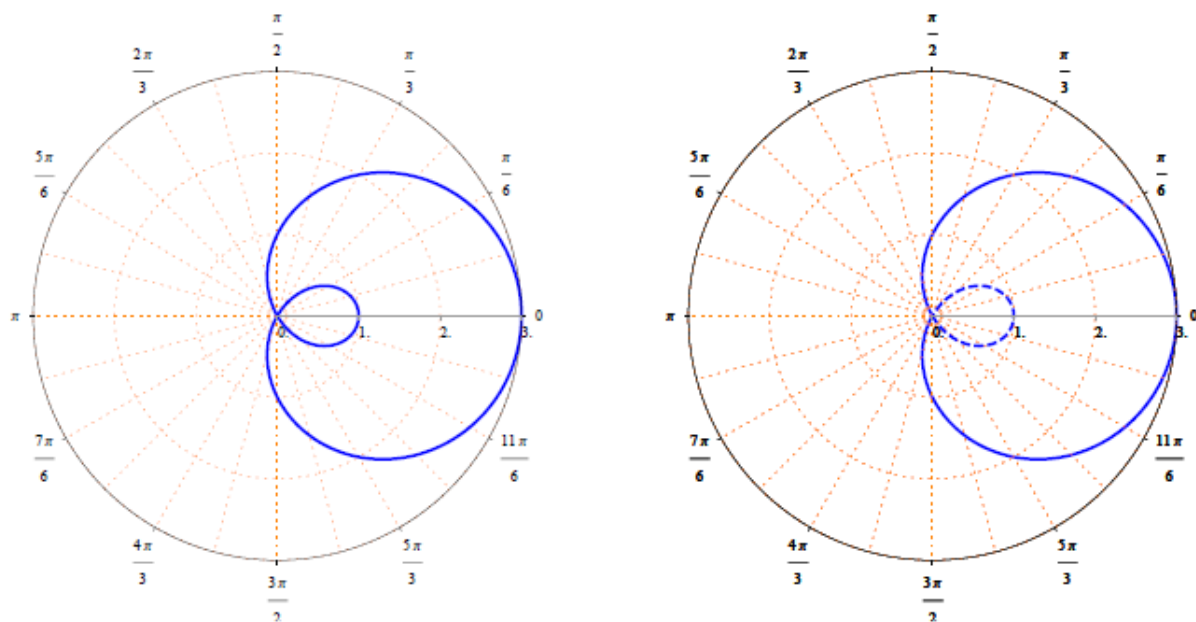 π/2 π/2
2π/3 π/3 2π/3 π/3
5π/6 π/6 5π/6 π/6
π 0. 1. 2. 3. 0 π 0. 1. 2. 3. 0
7π/6 11π/6 7π/6 11π/6
4π/3 5π/3 4π/3 5π/3
3π/2 3π/2